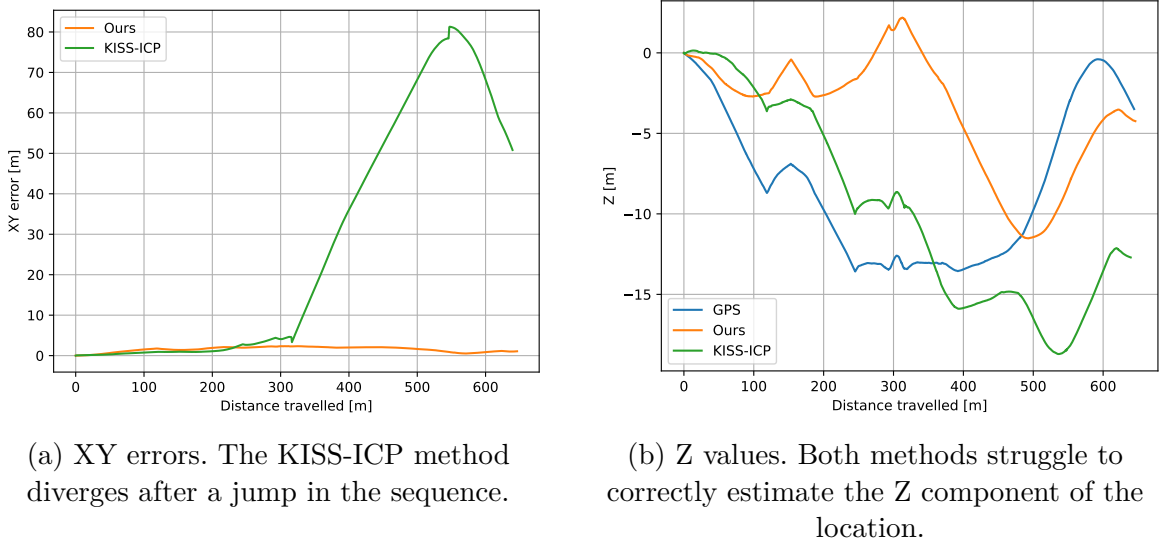 Ours
KISS-ICP
80
70
60
50
40
30
20
10
0
XY error [m]
0 100 200 300 400 500 600
Distance travelled [m]
(a) XY errors. The KISS-ICP method
diverges after a jump in the sequence.
0
−5
−10
−15
Z [m]
GPS
Ours
KISS-ICP
0 100 200 300 400 500 600
Distance travelled [m]
(b) Z values. Both methods struggle to
correctly estimate the Z component of the
location.